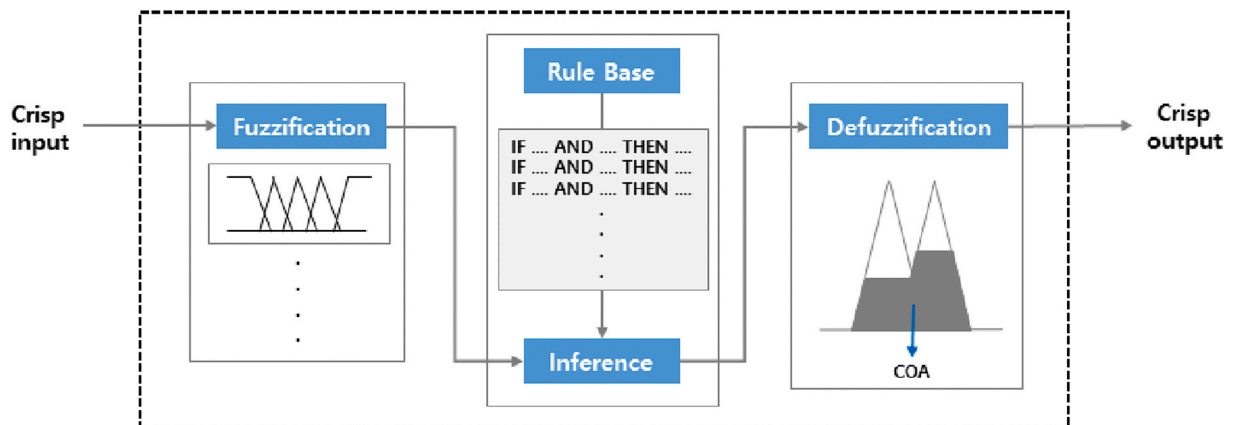 Crisp
input
Fuzzification
Rule Base
IF .... AND .... THEN ....
IF .... AND .... THEN ....
IF .... AND .... THEN ....
Inference
Defuzzification
COA
Crisp
output